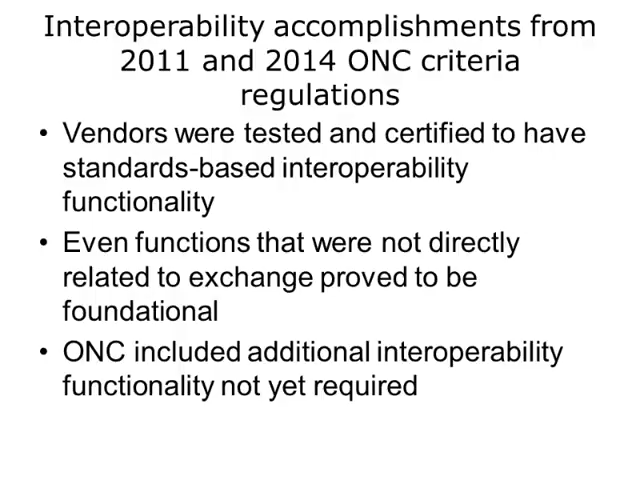 Interoperability accomplishments from
2011 and 2014 ONC criteria
regulations
• Vendors were tested and certified to have
standards-based interoperability
functionality
• Even functions that were not directly
related to exchange proved to be
foundational
• ONC included additional interoperability
functionality not yet required